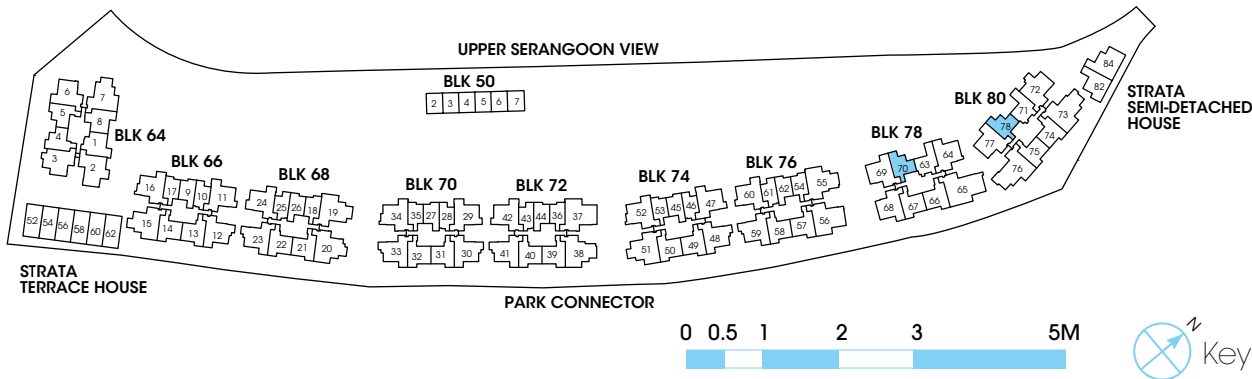 UPPER SERANGOON VIEW
BLK 50
2 3 4 5 6 7
BLK 64
6 7
5 8
4 1
3 2
BLK 66
16 17 9 10 11
15 14 13 12
BLK 68
24 25 26 18 19
23 22 21 20
BLK 70
34 35 27 28 29
33 32 31 30
BLK 72
42 43 44 36 37
41 40 39 38
BLK 74
52 53 45 46 47
51 50 49 48
BLK 76
60 61 62 54 55
59 58 57 56
BLK 78
69 70 63 64
68 67 66 65
BLK 80
72
71 73
78 74
77 75
76
84
82
STRATA
SEMI-DETACHED
HOUSE
52 54 56 58 60 62
STRATA
TERRACE HOUSE
PARK CONNECTOR
0 0.5 1 2 3 5M
N
Key